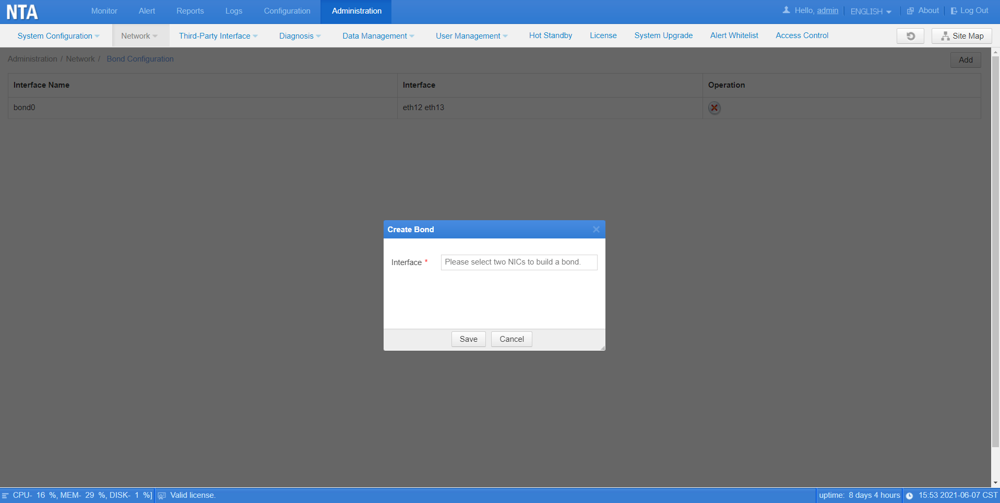 NTA Monitor Alert Reports Logs Configuration Administration Hello, admin ENGLISH About Log Out
System Configuration Network Third-Party Interface Diagnosis Data Management User Management Hot Standby License System Upgrade Alert Whitelist Access Control Site Map
Administration / Network / Bond Configuration Add
Interface Name Interface Operation
bond0 eth12 eth13
Create Bond
Interface * Please select two NICs to build a bond.
Save Cancel
CPU- 16 %, MEM- 29 %, DISK- 1 %] Valid license. uptime: 8 days 4 hours 15:53 2021-06-07 CST